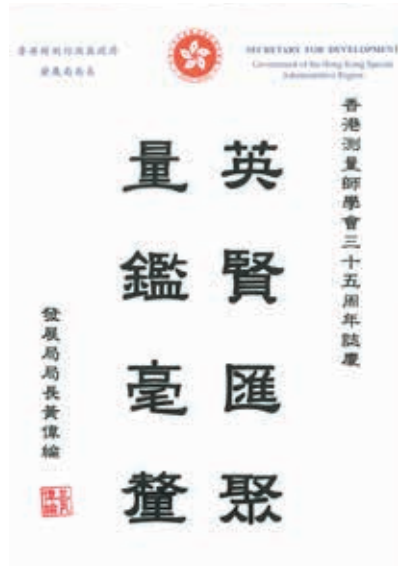 香港特別行政區政府
發展局局長
SECRETARY FOR DEVELOPMENT
Government of the Hong Kong Special
Administrative Region
香港測量師學會三十五周年誌慶
英賢匯聚
量鑑毫釐
發展局局長黃偉綸